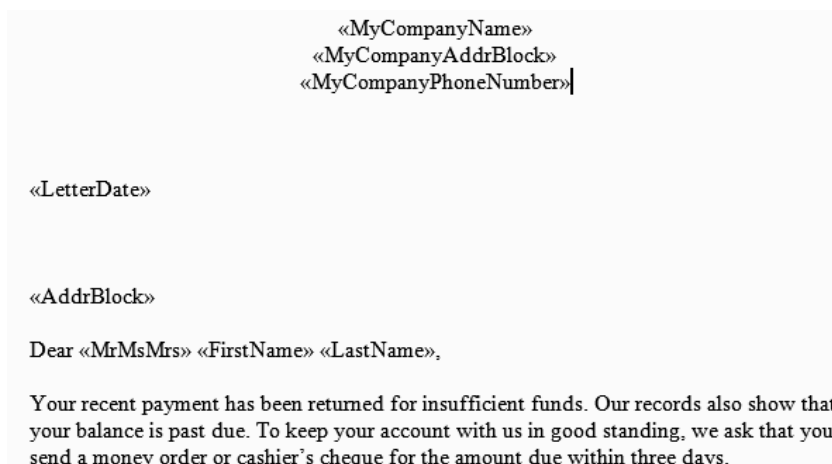 «MyCompanyName»
«MyCompanyAddrBlock»
«MyCompanyPhoneNumber»
«LetterDate»
«AddrBlock»
Dear «MrMsMrs» «FirstName» «LastName»,
Your recent payment has been returned for insufficient funds. Our records also show that
your balance is past due. To keep your account with us in good standing, we ask that you
send a money order or cashier’s cheque for the amount due within three days.